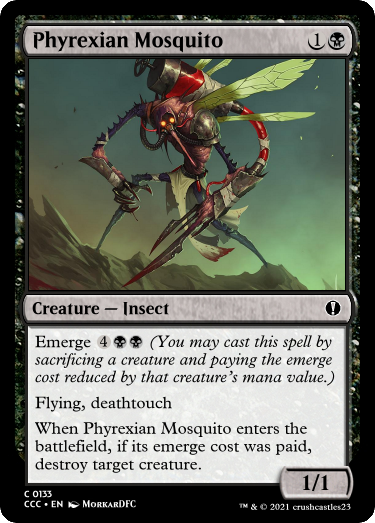 Phyrexian Mosquito 1
Creature — Insect
Emerge 4 (You may cast this spell by
sacrificing a creature and paying the emerge
cost reduced by that creature's mana value.)
Flying, deathtouch
When Phyrexian Mosquito enters the
battlefield, if its emerge cost was paid,
destroy target creature.
1/1
C 0133
CCC • EN MorkarDFC
™ & © 2021 crushcastles23